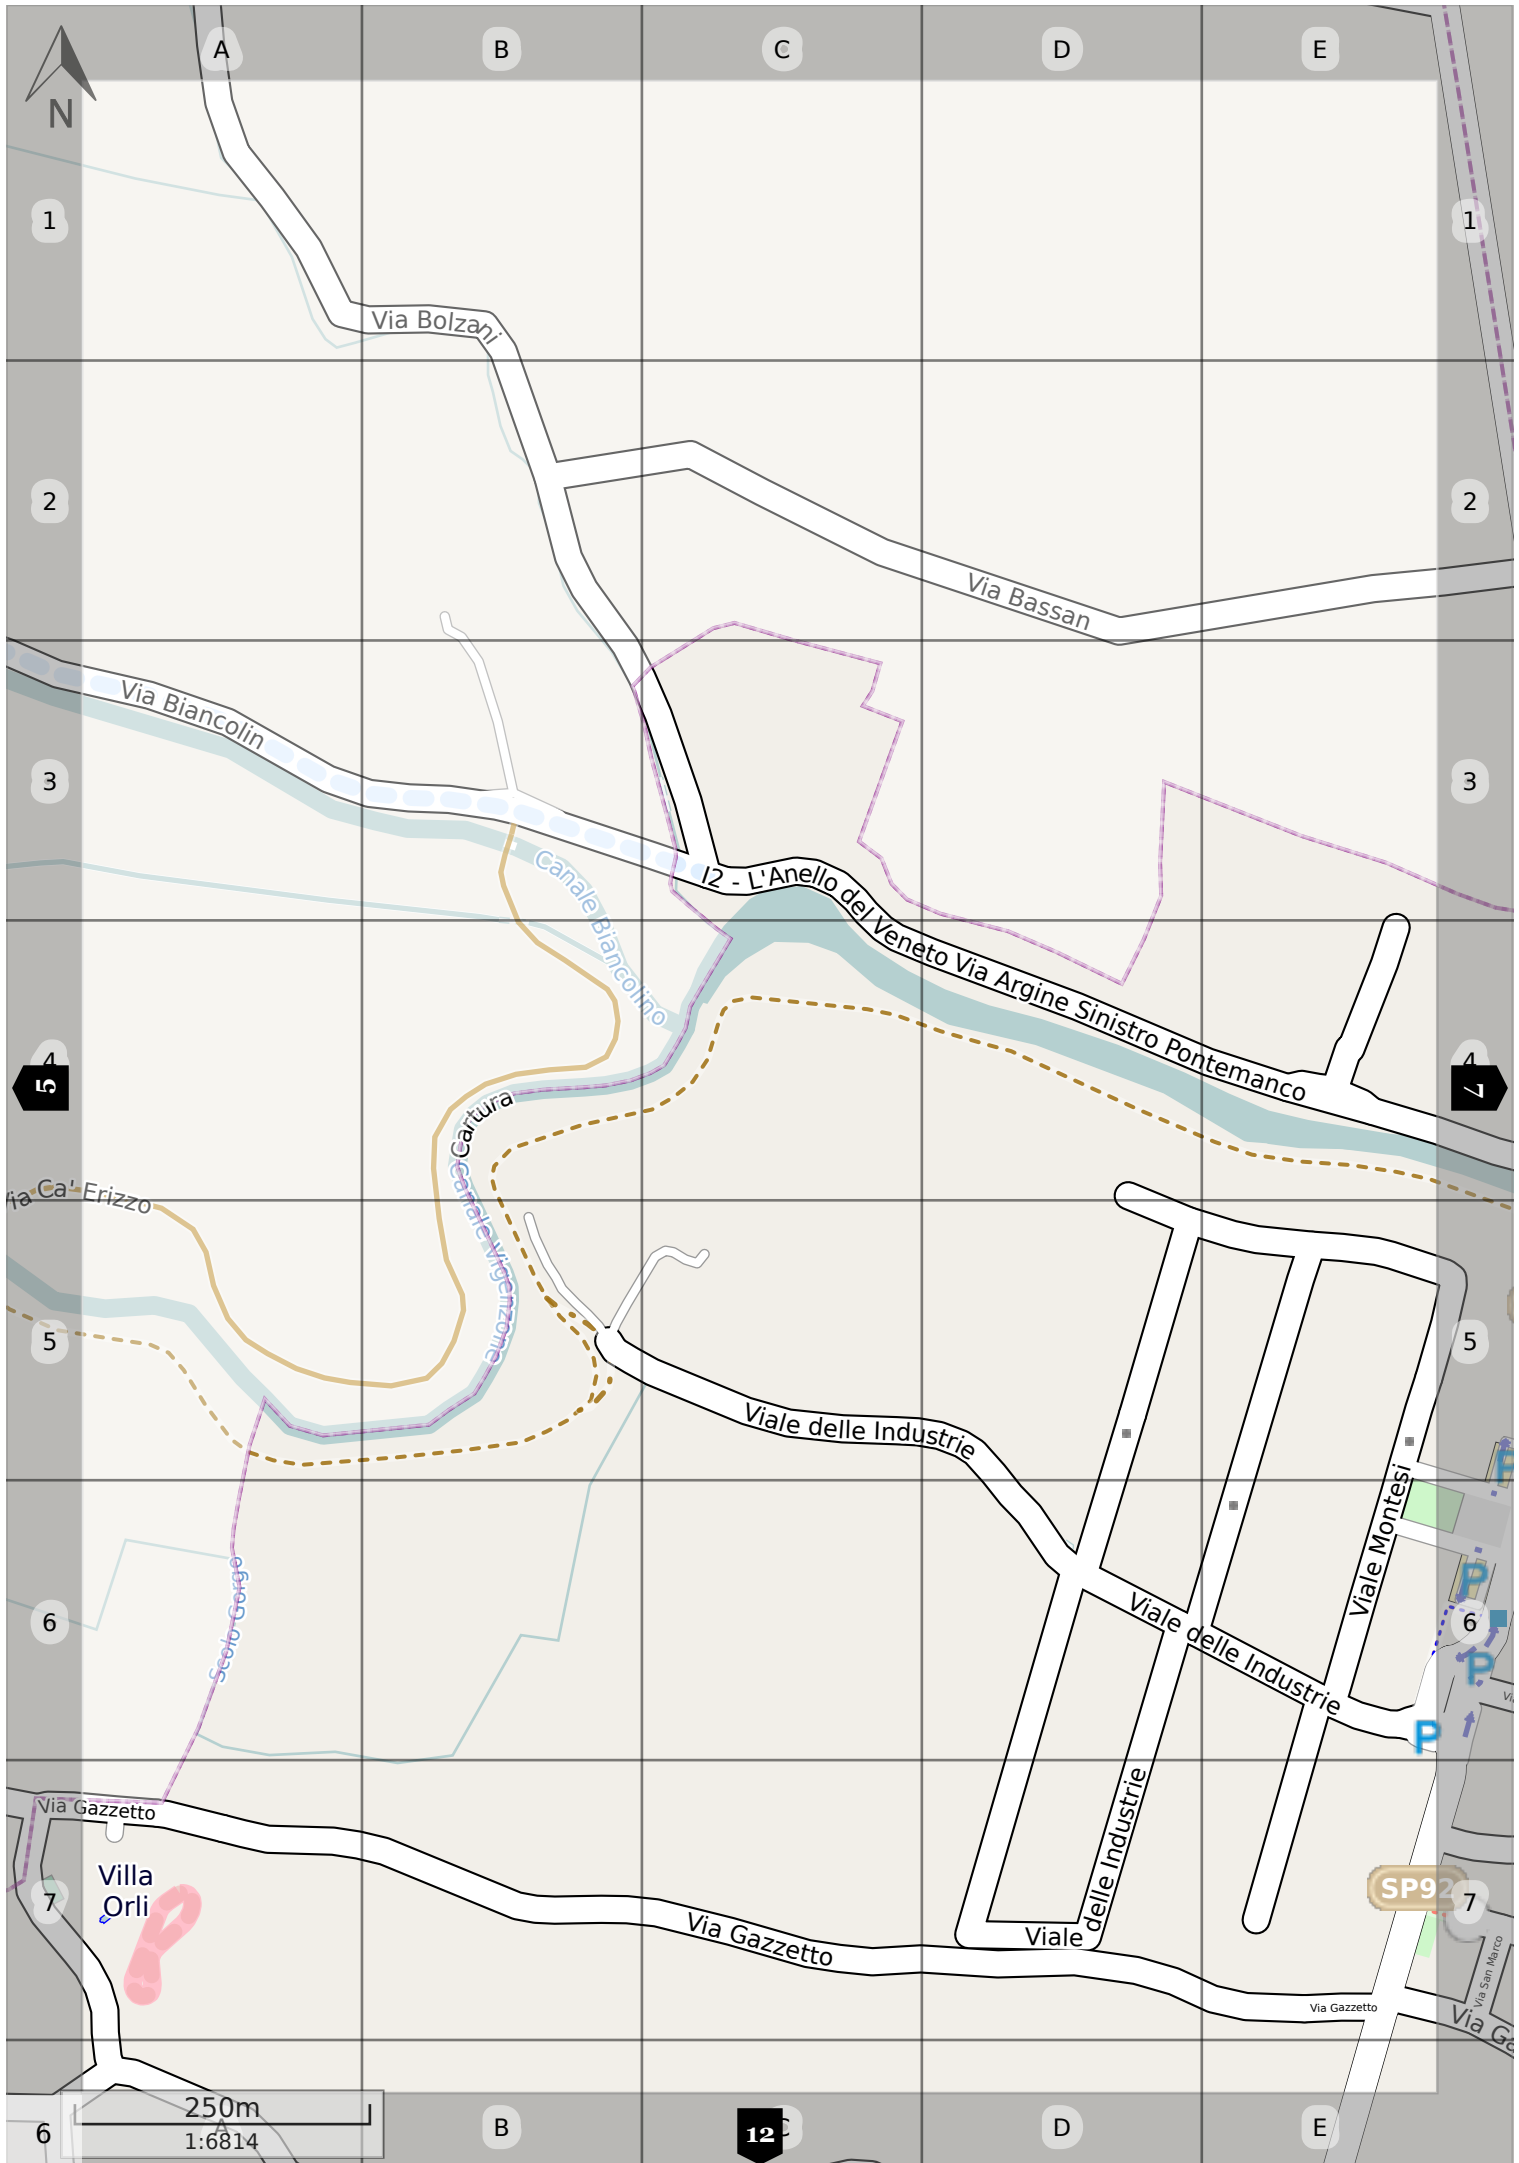 A
B
C
D
E
N
1
1
Via Bolzani
2
2
Via Bassan
Via Biancolin
3
3
Canale Biancolino
I2 - L'Anello del Veneto Via Argine Sinistro Pontemanco
4
4
5
7
Cartura
Via Ca' Erizzo
Canale Vigenzone
5
5
Viale delle Industrie
P
Viale Montesi
P
Scolo Gorgo
6
6
Viale delle Industrie
P
P
Via Gazzetto
Viale delle Industrie
Villa
Orli
SP92
7
7
Via Gazzetto
Via San Marco
Via Gazzetto
250m
1:6814
6
A
B
12
C
D
E